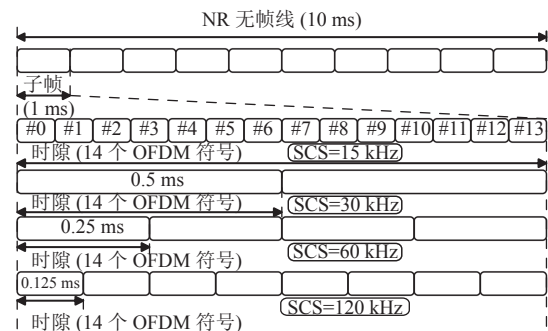 NR 无帧线 (10 ms)
子帧
(1 ms)
#0 #1 #2 #3 #4 #5 #6 #7 #8 #9 #10 #11 #12 #13
时隙 (14 个 OFDM 符号) SCS=15 kHz
0.5 ms
时隙 (14 个 OFDM 符号) SCS=30 kHz
0.25 ms
时隙 (14 个 OFDM 符号) SCS=60 kHz
0.125 ms
时隙 (14 个 OFDM 符号) SCS=120 kHz